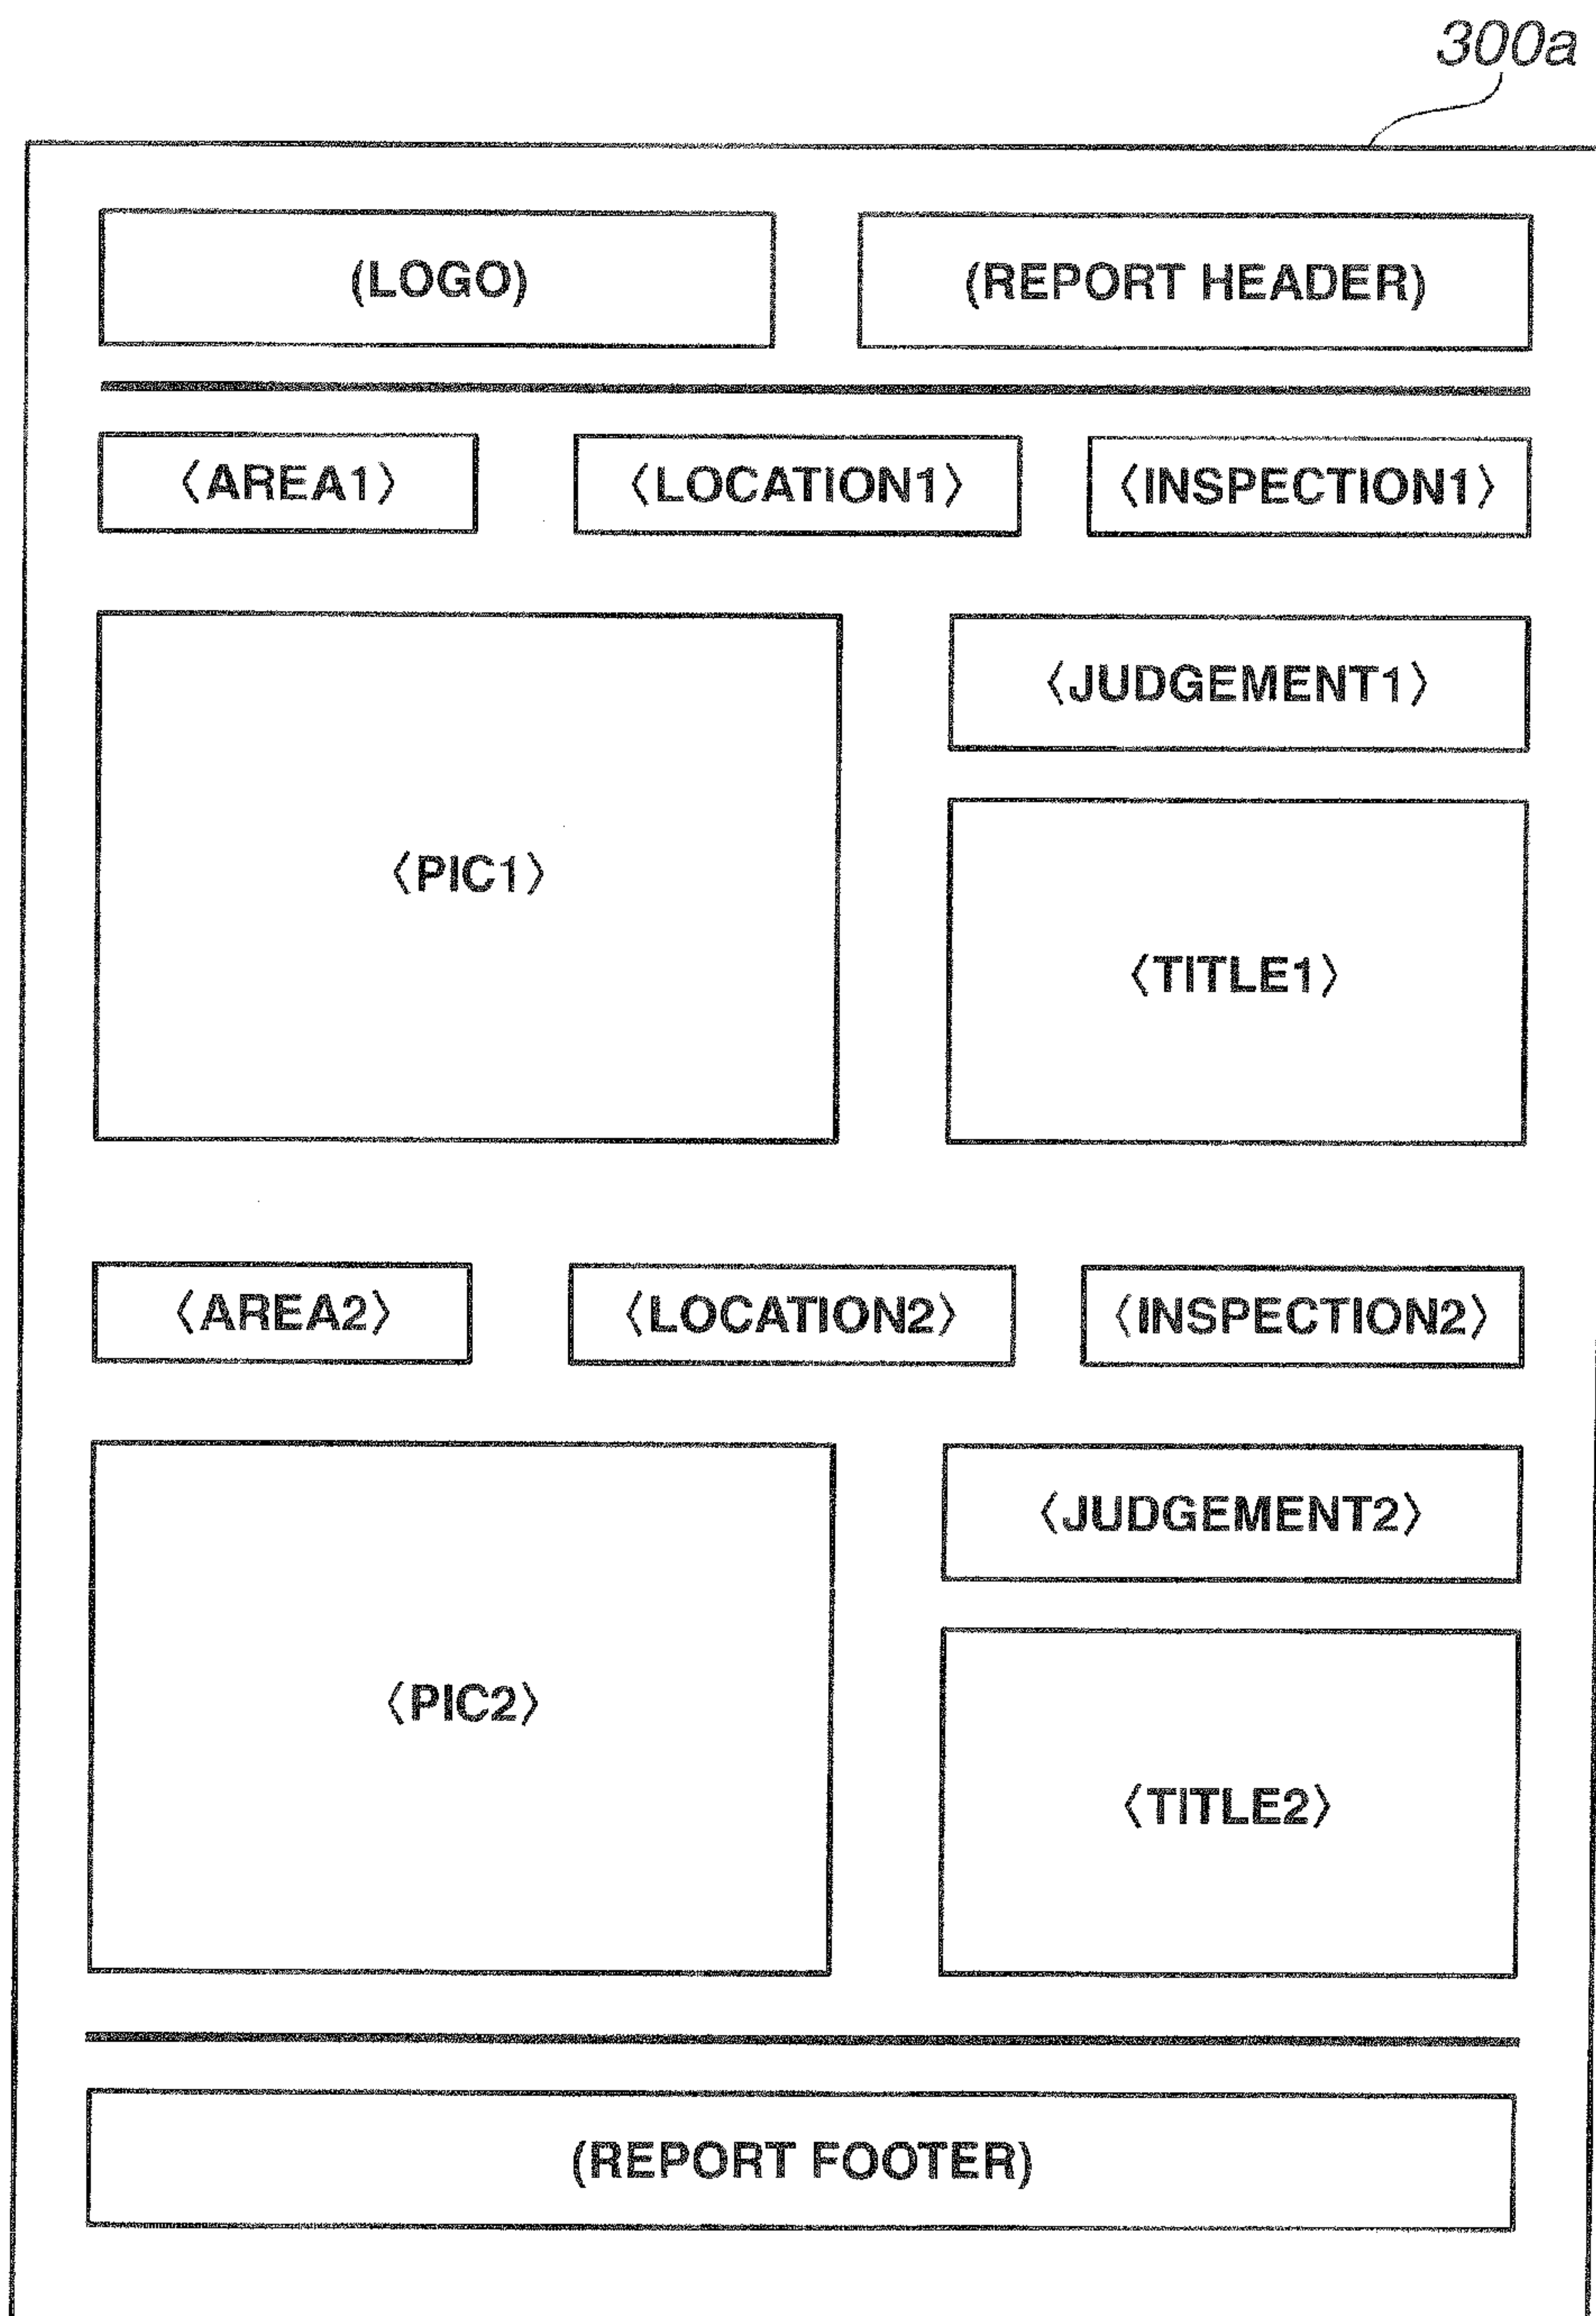 300a
(LOGO) (REPORT HEADER)
〈AREA1〉 〈LOCATION1〉 〈INSPECTION1〉
〈JUDGEMENT1〉
〈PIC1〉
〈TITLE1〉
〈AREA2〉 〈LOCATION2〉 〈INSPECTION2〉
〈JUDGEMENT2〉
〈PIC2〉
〈TITLE2〉
(REPORT FOOTER)